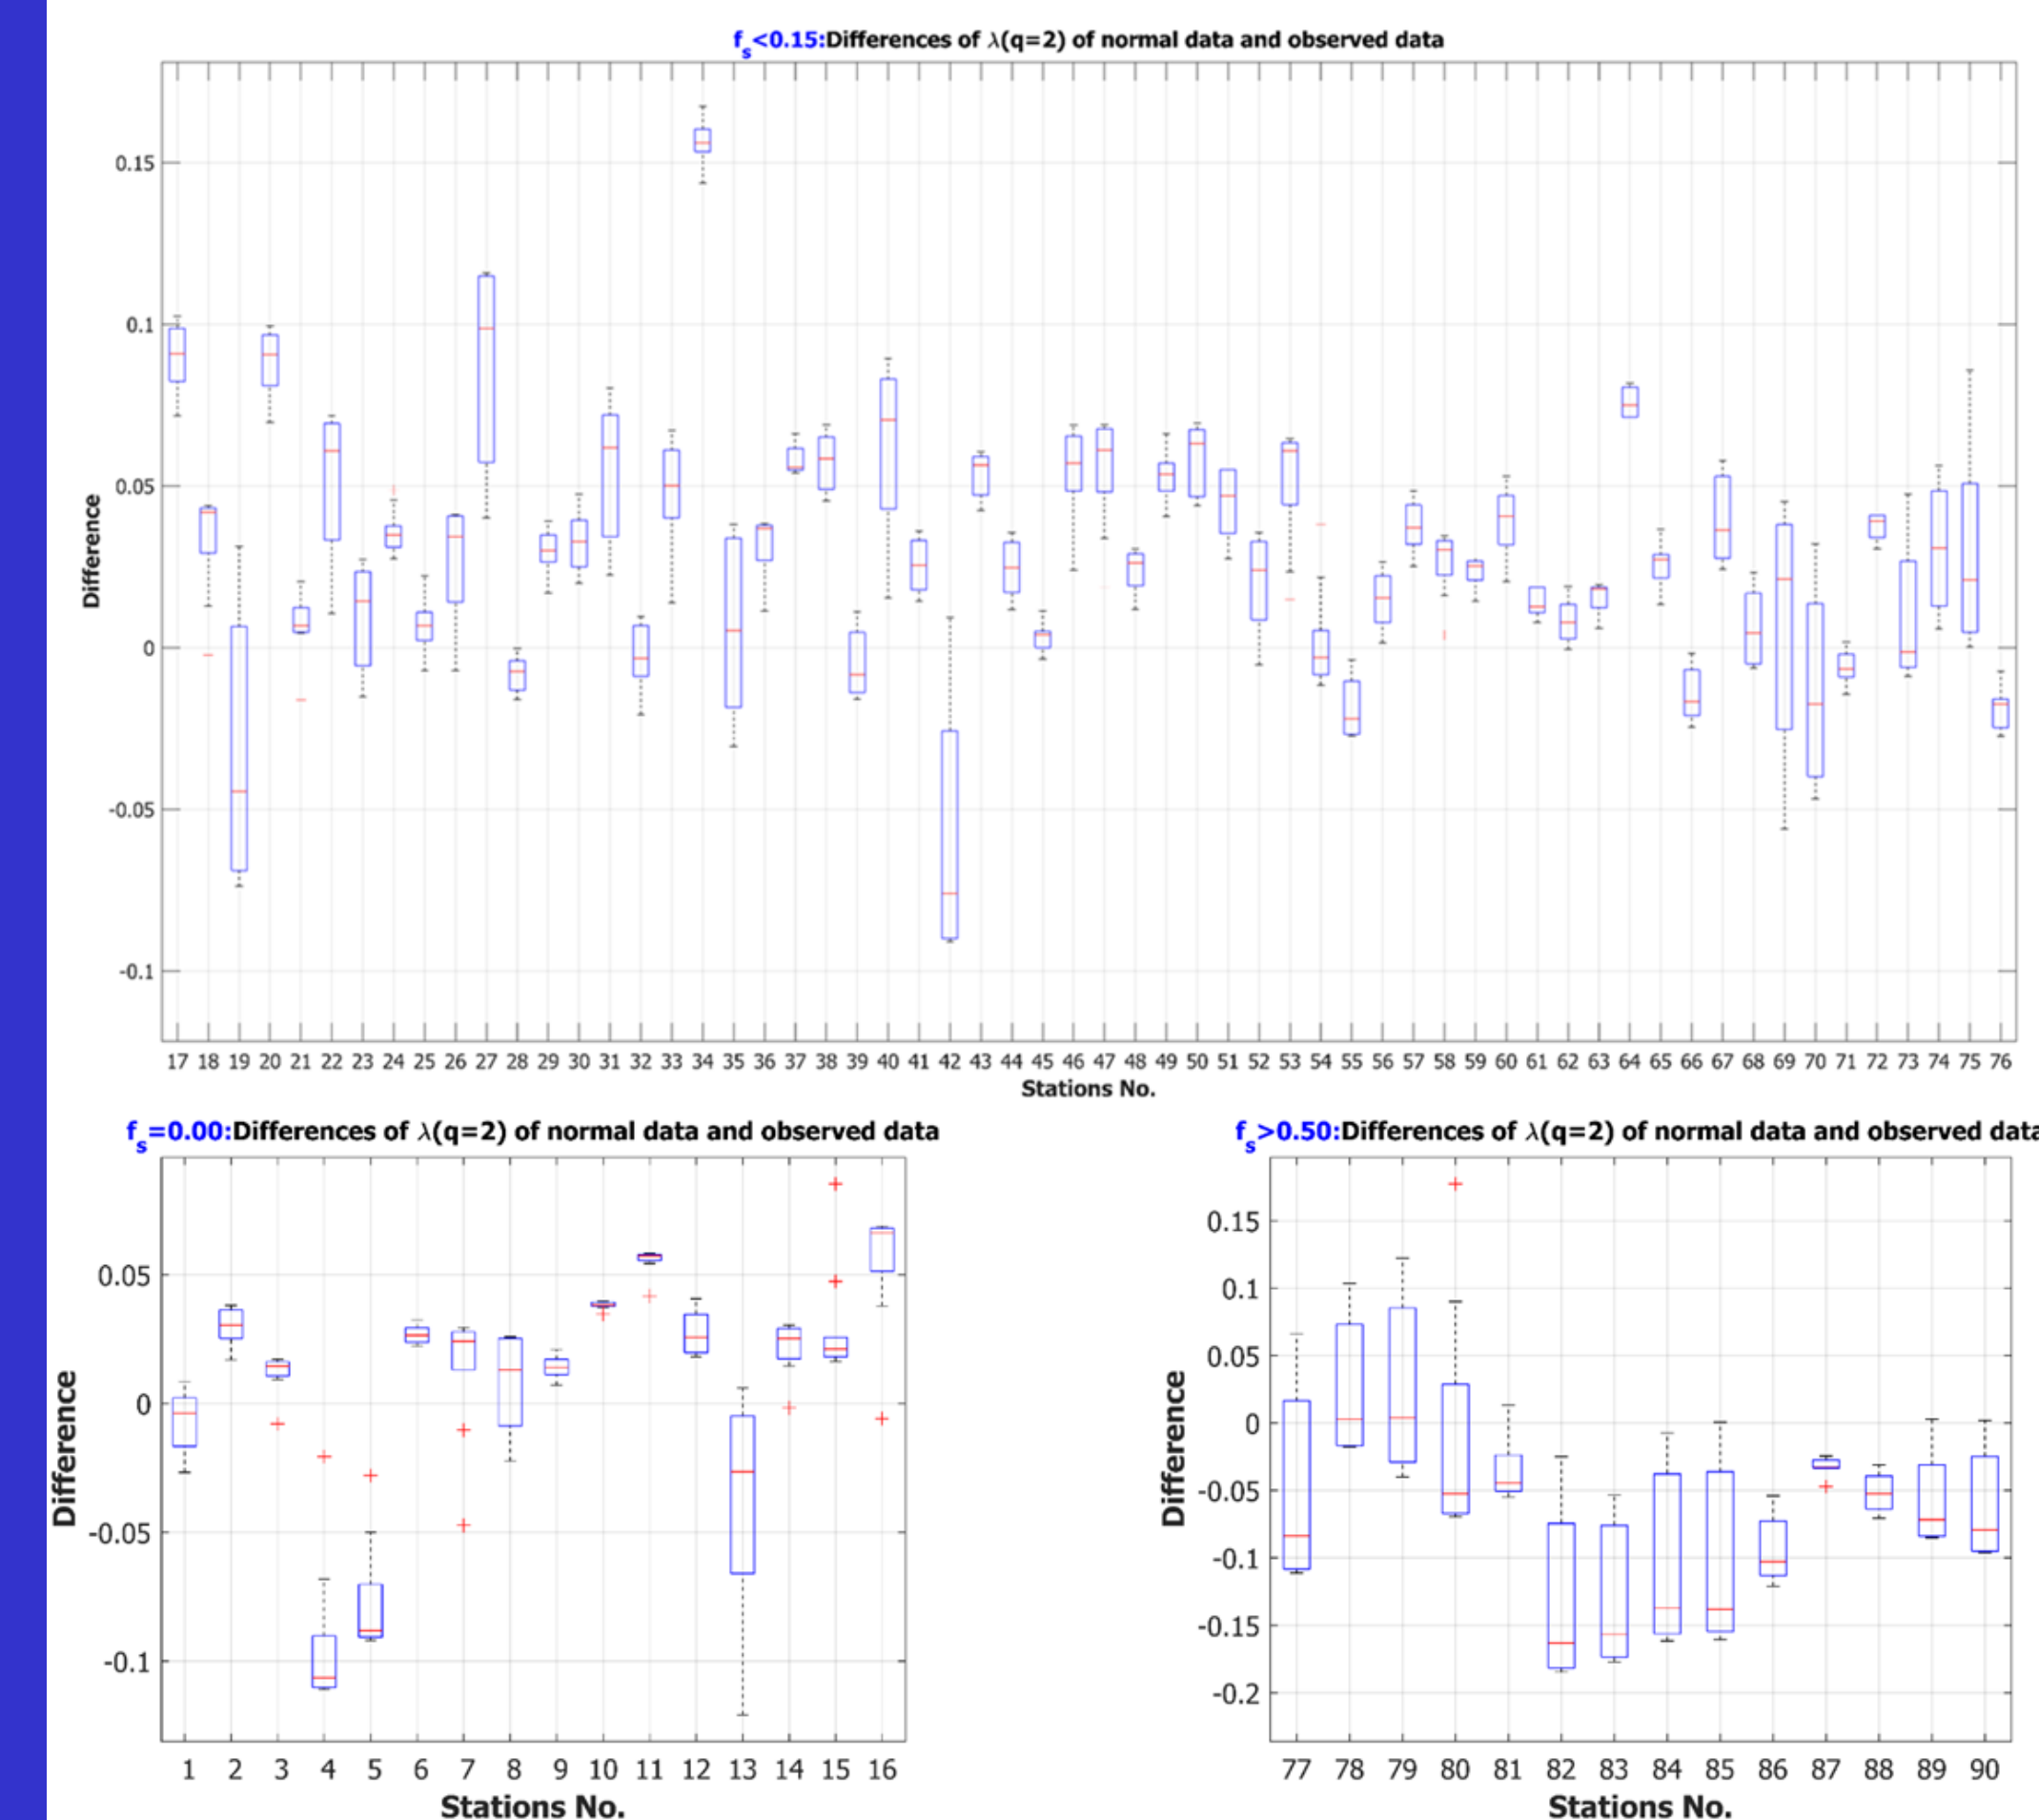 fs<0.15:Differences of λ(q=2) of normal data and observed data
0.15
0.1
0.05
0
-0.05
-0.1
Difference
17 18 19 20 21 22 23 24 25 26 27 28 29 30 31 32 33 34 35 36 37 38 39 40 41 42 43 44 45 46 47 48 49 50 51 52 53 54 55 56 57 58 59 60 61 62 63 64 65 66 67 68 69 70 71 72 73 74 75 76
Stations No.
fs=0.00:Differences of λ(q=2) of normal data and observed data
0.05
0
-0.05
-0.1
Difference
1 2 3 4 5 6 7 8 9 10 11 12 13 14 15 16
Stations No.
fs>0.50:Differences of λ(q=2) of normal data and observed data
0.15
0.1
0.05
0
-0.05
-0.1
-0.15
-0.2
Difference
77 78 79 80 81 82 83 84 85 86 87 88 89 90
Stations No.